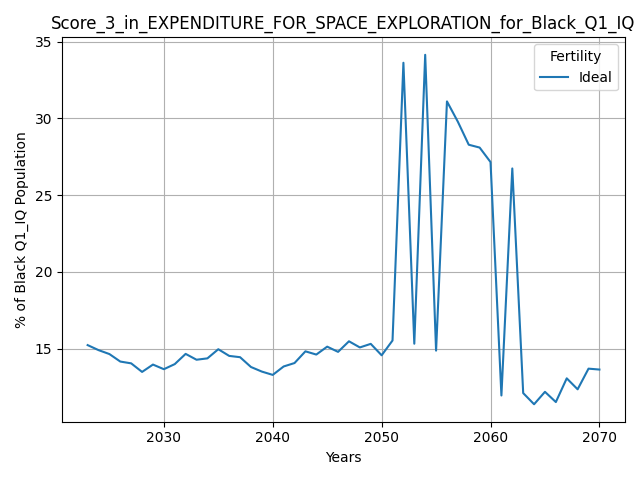 Score_3_in_EXPENDITURE_FOR_SPACE_EXPLORATION_for_Black_Q1_IQ
Fertility
Ideal
35
30
25
20
15
% of Black Q1_IQ Population
2030 2040 2050 2060 2070
Years